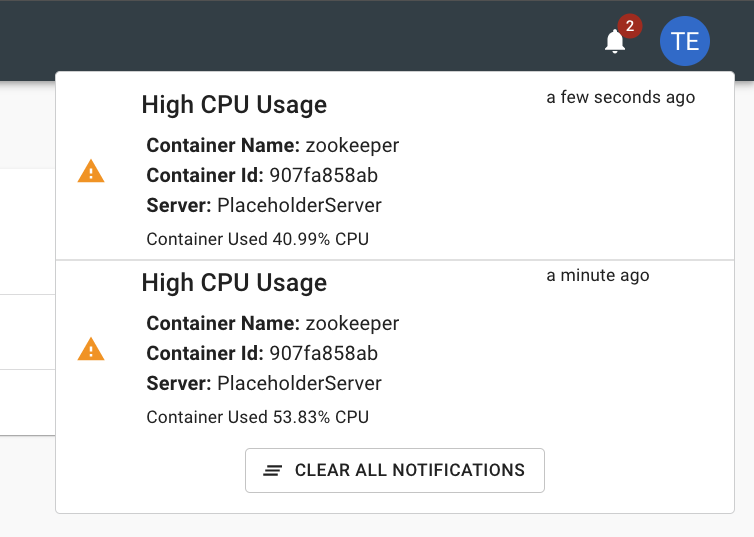 2
TE
High CPU Usage
a few seconds ago
Container Name: zookeeper
Container Id: 907fa858ab
Server: PlaceholderServer
Container Used 40.99% CPU
High CPU Usage
a minute ago
Container Name: zookeeper
Container Id: 907fa858ab
Server: PlaceholderServer
Container Used 53.83% CPU
CLEAR ALL NOTIFICATIONS